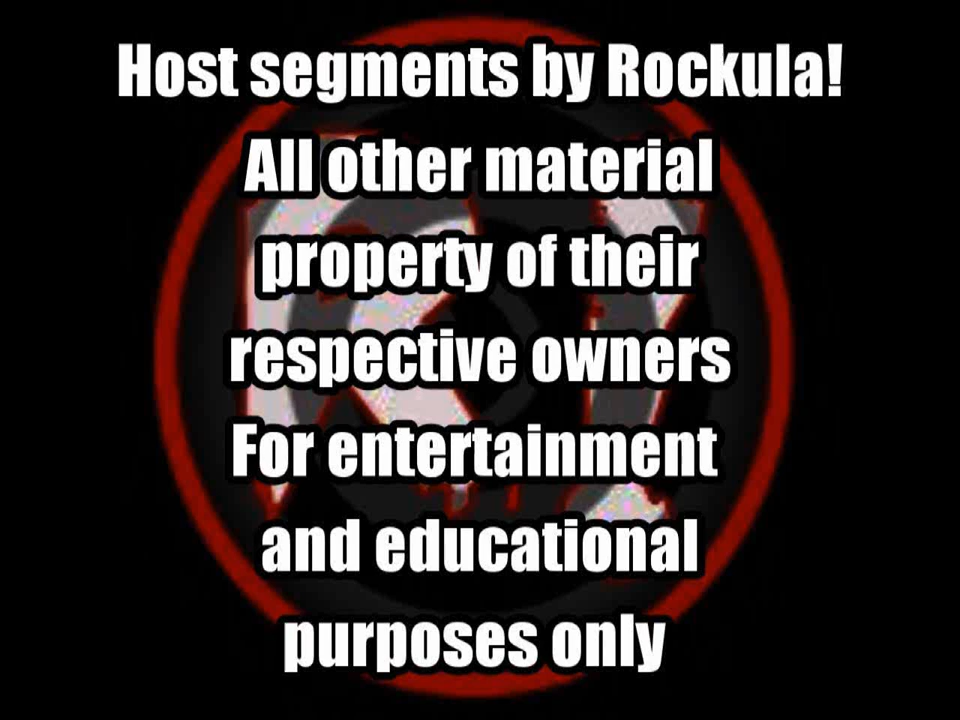 Host segments by Rockula!
All other material
property of their
respective owners
For entertainment
and educational
purposes only